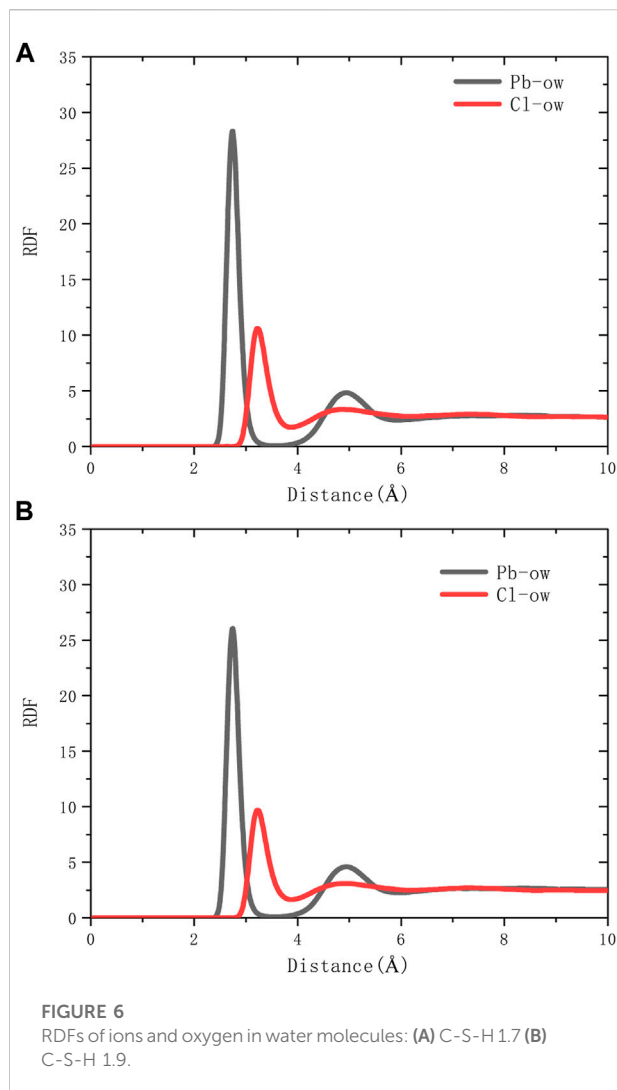 A
35
30
25
20
15
10
5
0
RDF
Pb-ow
Cl-ow
0 2 4 6 8 10
Distance(Å)
B
35
30
25
20
15
10
5
0
RDF
Pb-ow
Cl-ow
0 2 4 6 8 10
Distance(Å)
FIGURE 6
RDFs of ions and oxygen in water molecules: (A) C-S-H 1.7 (B)
C-S-H 1.9.